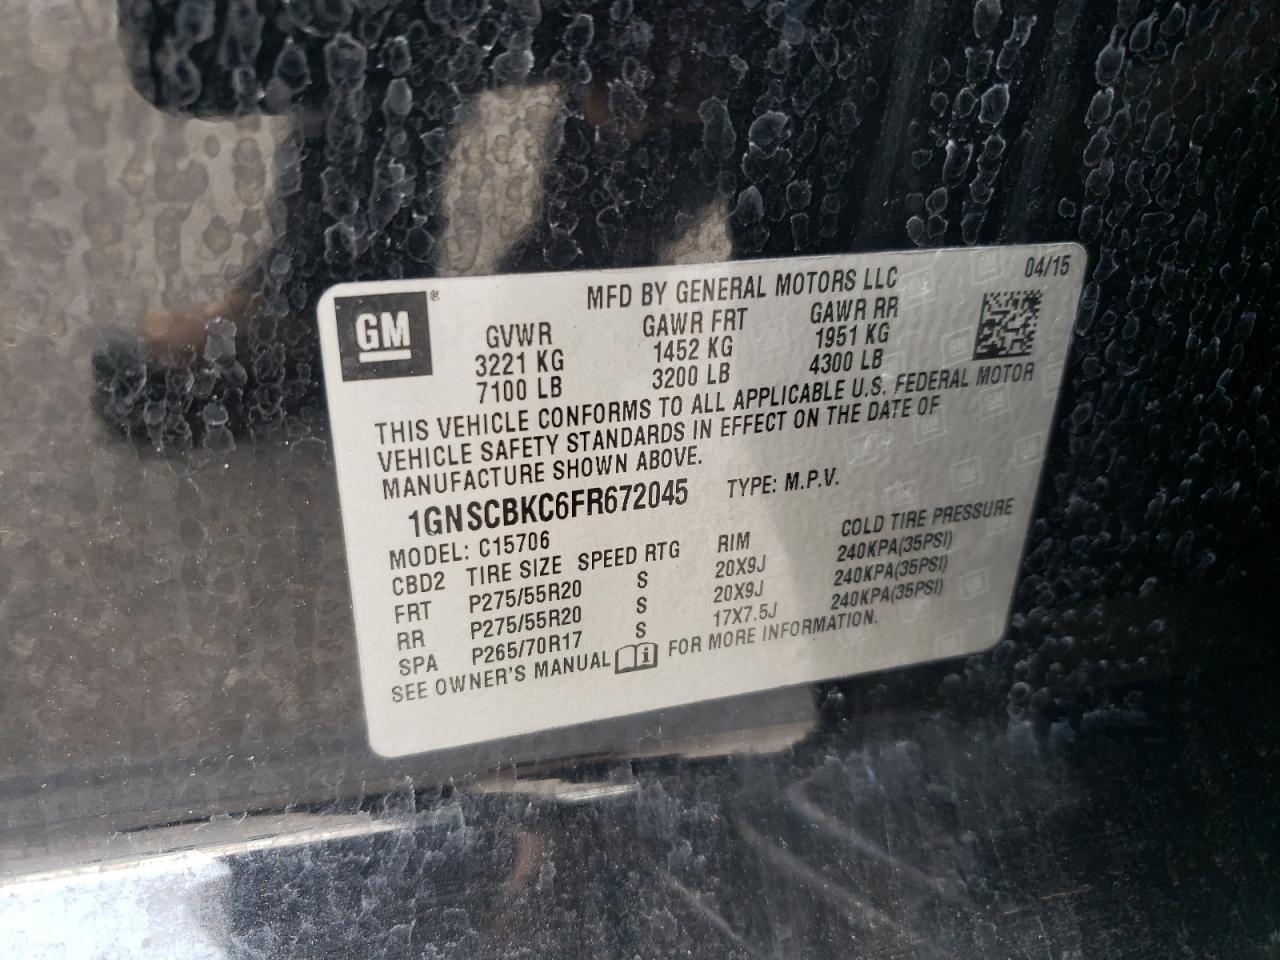 GM®
MFD BY GENERAL MOTORS LLC
04/15
GVWR GAWR FRT GAWR RR
3221 KG 1452 KG 1951 KG
7100 LB 3200 LB 4300 LB
THIS VEHICLE CONFORMS TO ALL APPLICABLE U.S. FEDERAL MOTOR
VEHICLE SAFETY STANDARDS IN EFFECT ON THE DATE OF
MANUFACTURE SHOWN ABOVE.
1GNSCBKC6FR672045 TYPE: M.P.V.
MODEL: C15706
CBD2 TIRE SIZE SPEED RTG RIM COLD TIRE PRESSURE
FRT P275/55R20 S 20X9J 240KPA(35PSI)
RR P275/55R20 S 20X9J 240KPA(35PSI)
SPA P265/70R17 S 17X7.5J 240KPA(35PSI)
SEE OWNER'S MANUAL i FOR MORE INFORMATION.